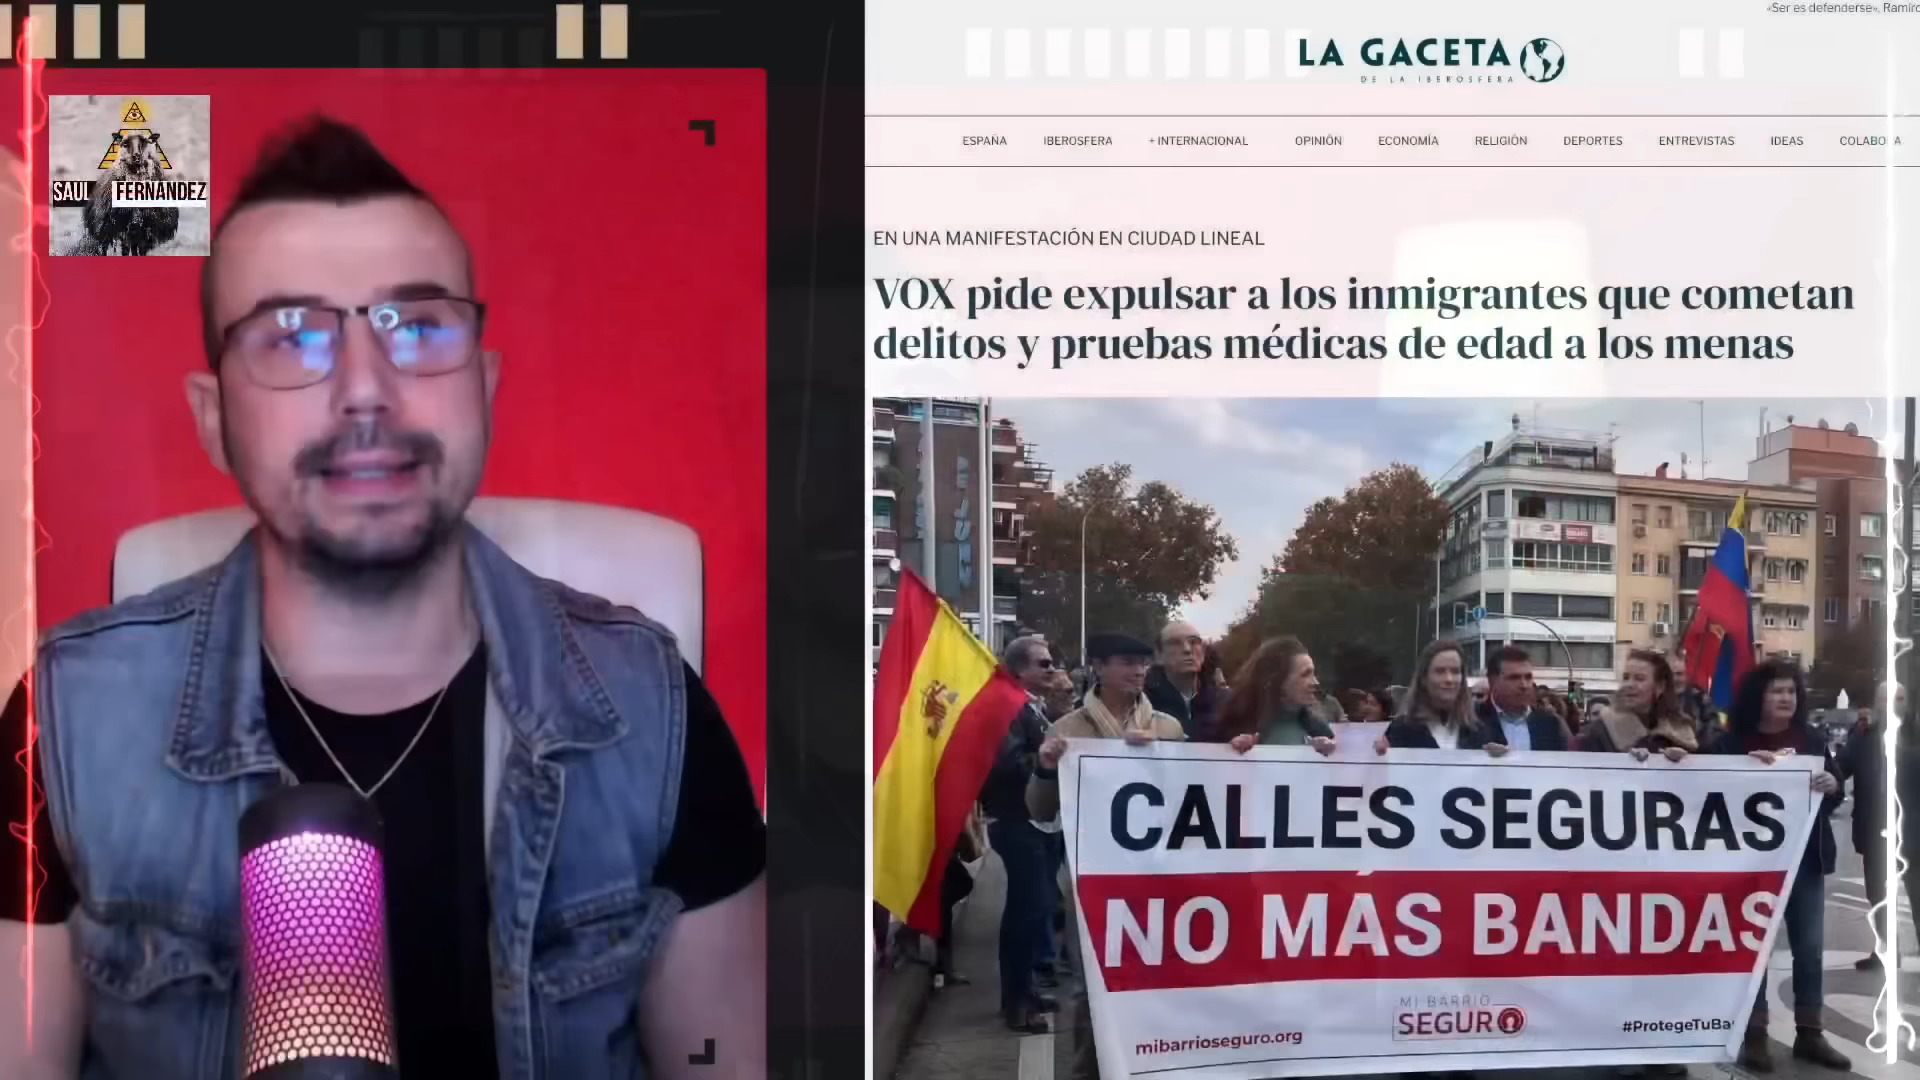 SAUL FERNANDEZ
«Ser es defenderse», Ramiro
LA GACETA
DE LA IBEROSFERA
ESPAÑA IBEROSFERA + INTERNACIONAL OPINIÓN ECONOMÍA RELIGIÓN DEPORTES ENTREVISTAS IDEAS COLABORA
EN UNA MANIFESTACIÓN EN CIUDAD LINEAL
VOX pide expulsar a los inmigrantes que cometan
delitos y pruebas médicas de edad a los menas
CALLES SEGURAS
NO MÁS BANDAS
MI BARRIO
SEGURO
mibarrioseguro.org
#ProtegeTuBa